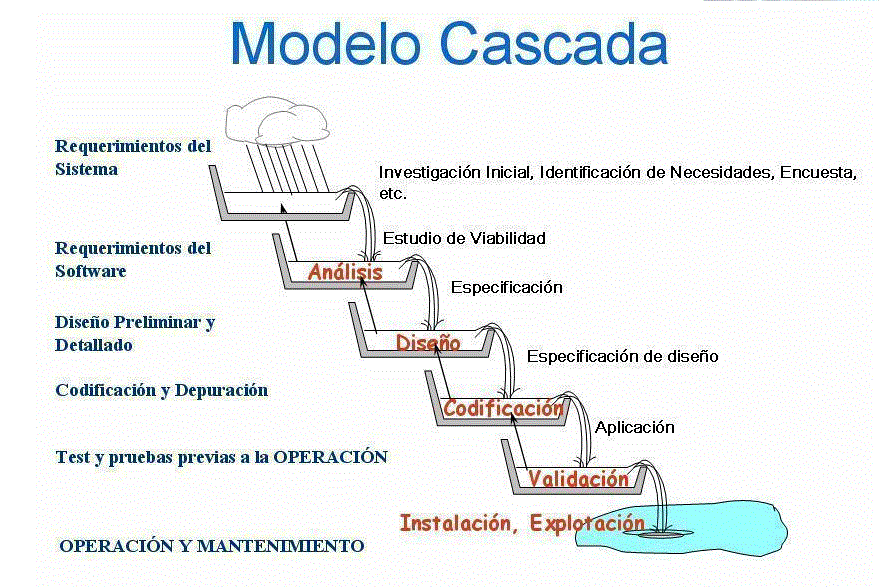 Modelo Cascada
Requerimientos del
Sistema
Investigación Inicial, Identificación de Necesidades, Encuesta,
etc.
Estudio de Viabilidad
Requerimientos del
Software
Análisis
Especificación
Diseño Preliminar y
Detallado
Diseño
Especificación de diseño
Codificación y Depuración
Codificación
Aplicación
Test y pruebas previas a la OPERACIÓN
Validación
Instalación, Explotación
OPERACIÓN Y MANTENIMIENTO